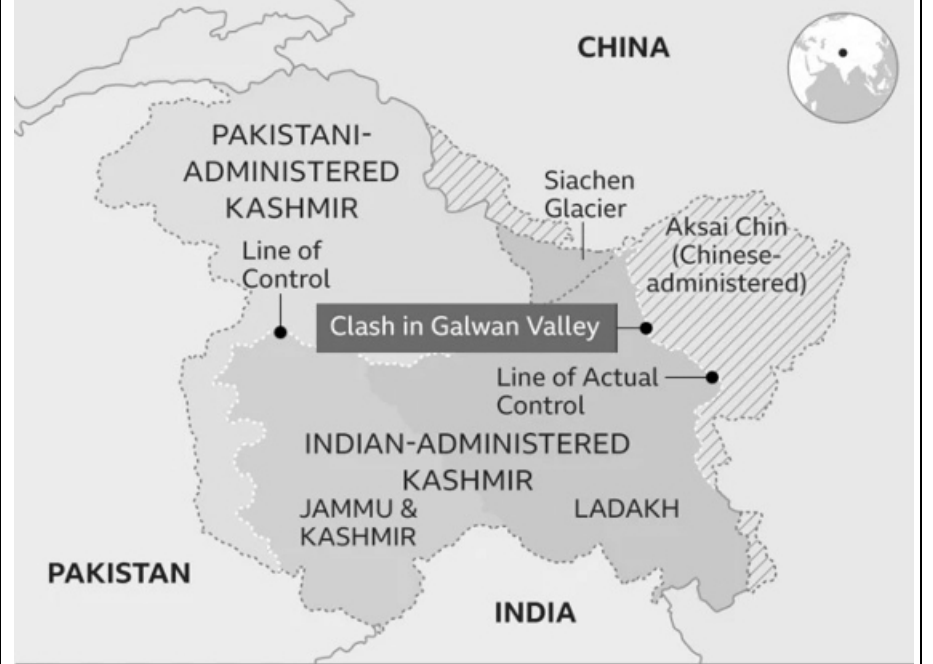 CHINA
PAKISTANI-
ADMINISTERED
KASHMIR
Siachen
Glacier
Aksai Chin
(Chinese-
administered)
Line of
Control
Clash in Galwan Valley
Line of Actual
Control
INDIAN-ADMINISTERED
KASHMIR
JAMMU &
KASHMIR
LADAKH
PAKISTAN
INDIA